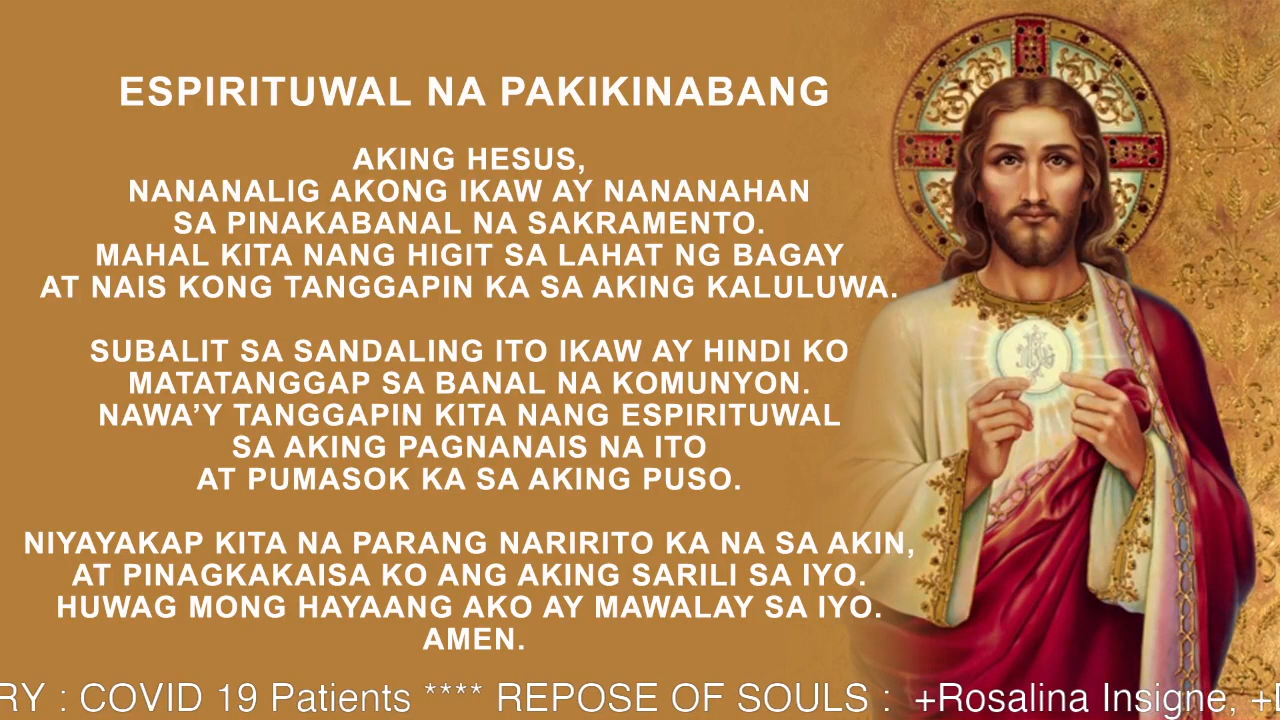 ESPIRITUWAL NA PAKIKINABANG
AKING HESUS,
NANANALIG AKONG IKAW AY NANANAHAN
SA PINAKABANAL NA SAKRAMENTO.
MAHAL KITA NANG HIGIT SA LAHAT NG BAGAY
AT NAIS KONG TANGGAPIN KA SA AKING KALULUWA.
SUBALIT SA SANDALING ITO IKAW AY HINDI KO
MATATANGGAP SA BANAL NA KOMUNYON.
NAWA’Y TANGGAPIN KITA NANG ESPIRITUWAL
SA AKING PAGNANAIS NA ITO
AT PUMASOK KA SA AKING PUSO.
NIYAYAKAP KITA NA PARANG NARIRITO KA NA SA AKIN,
AT PINAGKAKAISA KO ANG AKING SARILI SA IYO.
HUWAG MONG HAYAANG AKO AY MAWALAY SA IYO.
AMEN.
RY : COVID 19 Patients **** REPOSE OF SOULS : +Rosalina Insigne, +